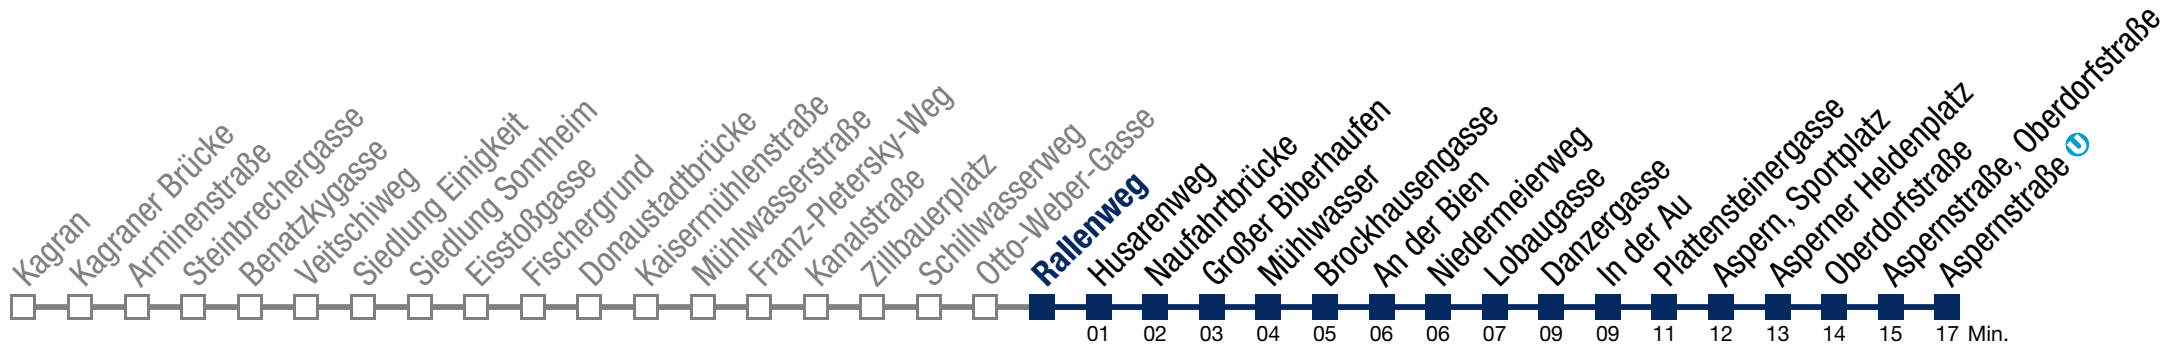 Kagran
Kagraner Brücke
Arminenstraße
Steinbrechergasse
Benatzkygasse
Veitschiweg
Siedlung Einigkeit
Siedlung Sonnheim
Eisstoßgasse
Fischergrund
Donaustadtbrücke
Kaisermühlenstraße
Mühlwasserstraße
Franz-Pletersky-Weg
Kanalstraße
Zillbauerplatz
Schillwasserweg
Otto-Weber-Gasse
Rallenweg
Husarenweg
Naufahrtbrücke
Großer Biberhaufen
Mühlwasser
Brockhausengasse
An der Bien
Niedermeierweg
Lobaugasse
Danzergasse
In der Au
Plattensteinergasse
Aspern, Sportplatz
Asperner Heldenplatz
Oberdorfstraße
Aspernstraße, Oberdorfstraße
Aspernstraße U
01 02 03 04 05 06 06 07 09 09 11 12 13 14 15 17 Min.